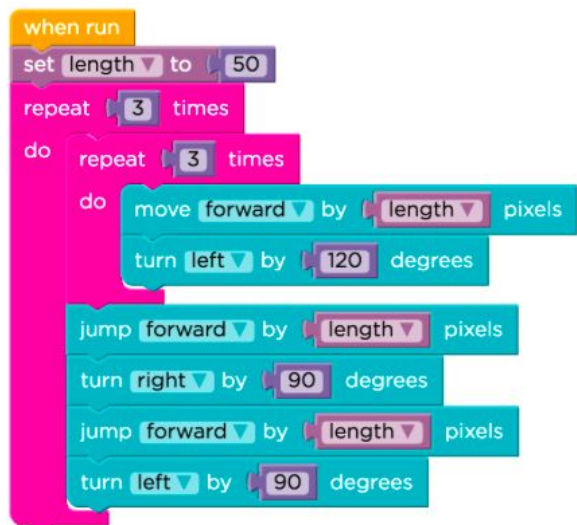 when run
set length to 50
repeat 3 times
do repeat 3 times
do move forward by length pixels
turn left by 120 degrees
jump forward by length pixels
turn right by 90 degrees
jump forward by length pixels
turn left by 90 degrees